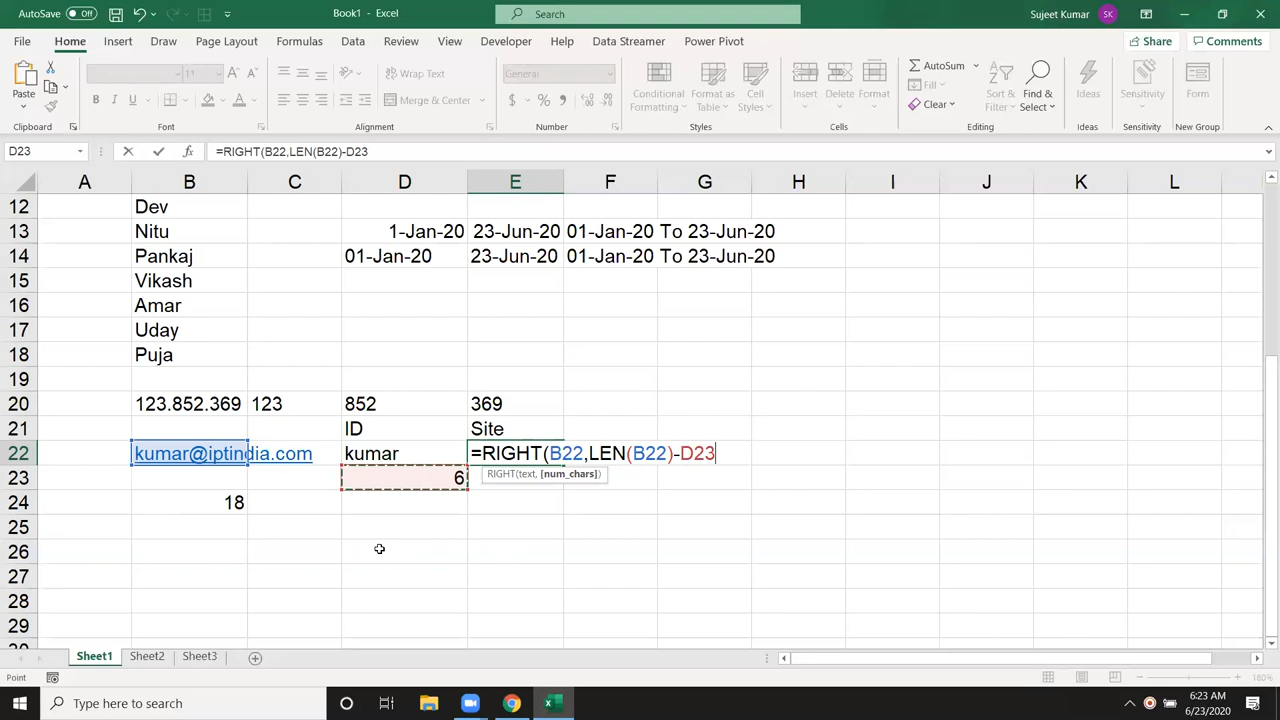 AutoSave Off Book1 - Excel Search Sujeet Kumar SK
File Home Insert Draw Page Layout Formulas Data Review View Developer Help Data Streamer Power Pivot Share Comments
Paste 11 A A Wrap Text General AutoSum
B I U Merge & Center $ % Conditional Formatting Format as Table Cell Styles Insert Delete Format Fill Clear Sort & Filter Find & Select Ideas Sensitivity Form
Clipboard Font Alignment Number Styles Cells Editing Ideas Sensitivity New Group
D23 fx =RIGHT(B22,LEN(B22)-D23
A B C D E F G H I J K L
12 Dev
13 Nitu 1-Jan-20 23-Jun-20 01-Jan-20 To 23-Jun-20
14 Pankaj 01-Jan-20 23-Jun-20 01-Jan-20 To 23-Jun-20
15 Vikash
16 Amar
17 Uday
18 Puja
19
20 123.852.369 123 852 369
21 ID Site
22 kumar@iptindia.com kumar =RIGHT(B22,LEN(B22)-D23
23 6 RIGHT(text, [num_chars])
24 18
25
26
27
28
29
Sheet1 Sheet2 Sheet3
Point 160%
Type here to search 6:23 AM
6/23/2020